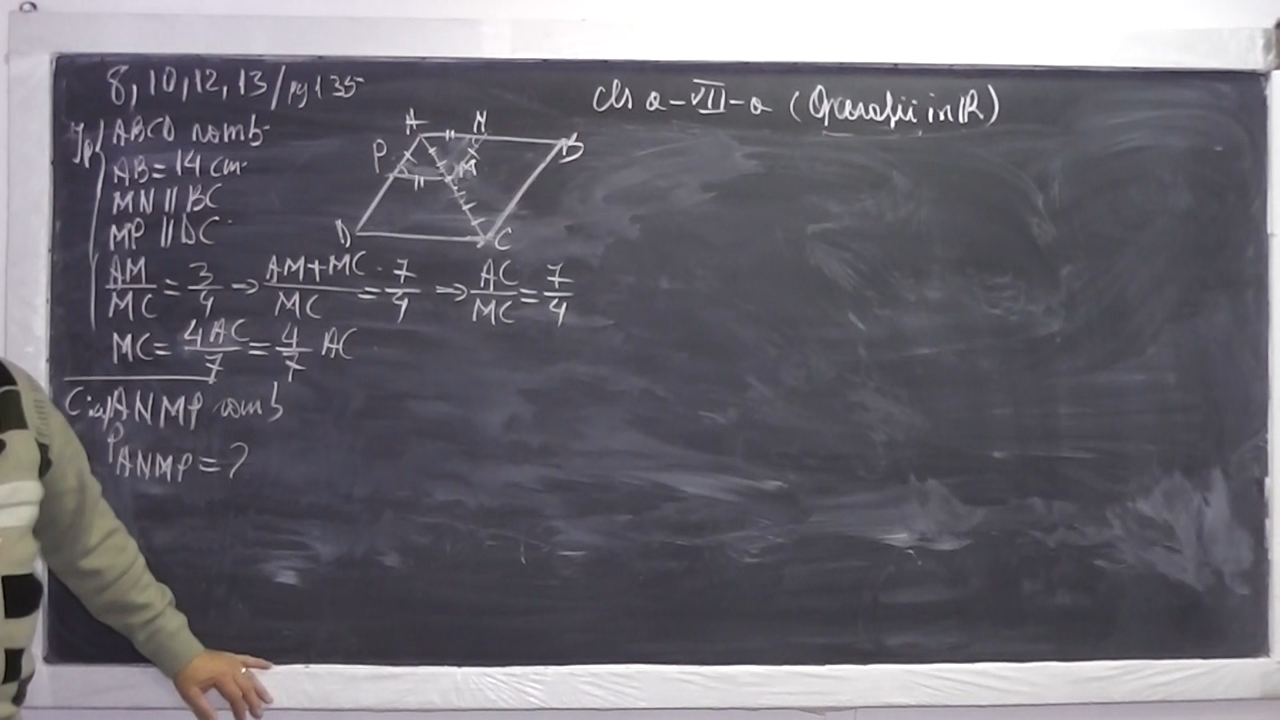 8, 10, 12, 13 / pg 135
cls a-VII-a ( in IR)
Ip ABCD romb
AB = 14 cm
MN || BC
MP || DC
AM/MC = 3/4 → AM+MC/MC = 7/4 → AC/MC = 7/4
MC = 4AC/7 = 4/7 AC
C: a) ANMP romb
P ANMP = ?
A N B
P M
D C